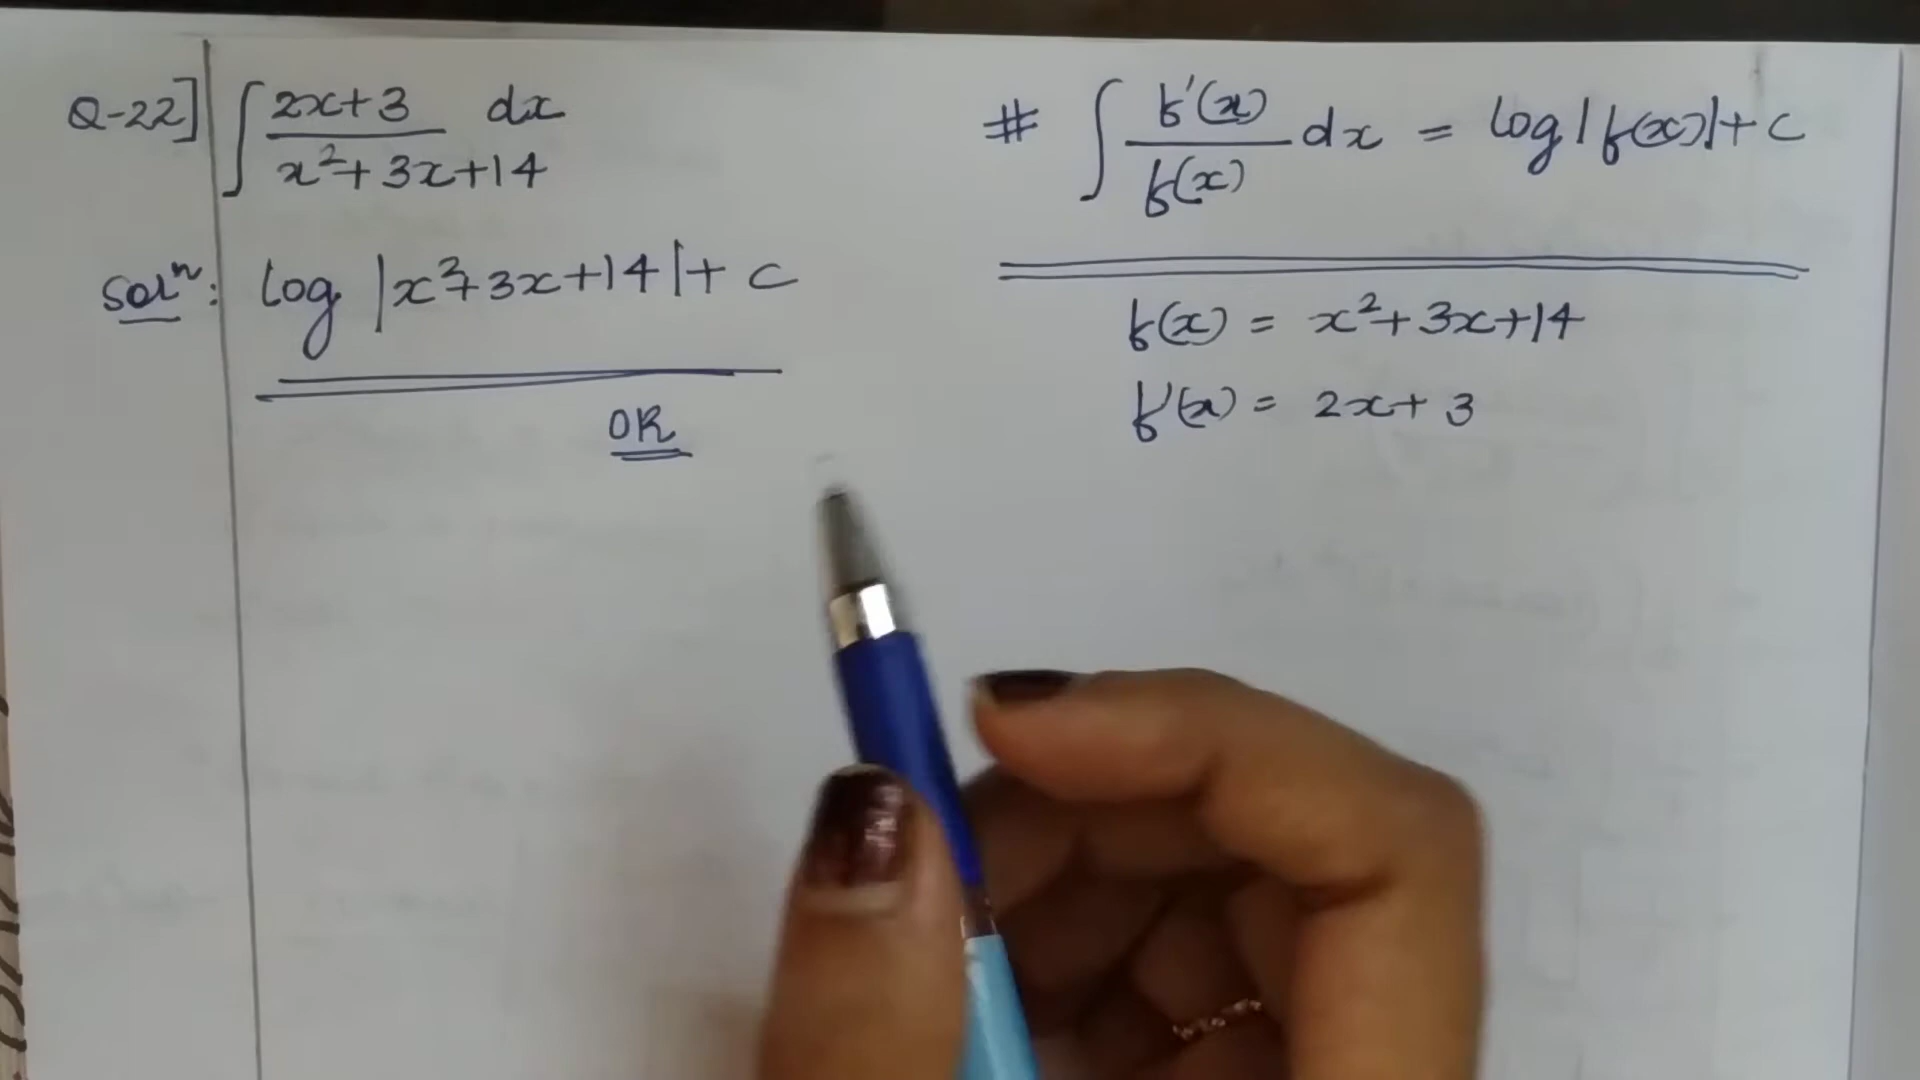 Q-22] ∫ 2x+3 / x²+3x+14 dx
Solⁿ: log |x²+3x+14|+ c
OR
# ∫ f'(x) / f(x) dx = log|f(x)|+ c
f(x) = x²+ 3x+14
f'(x) = 2x+ 3